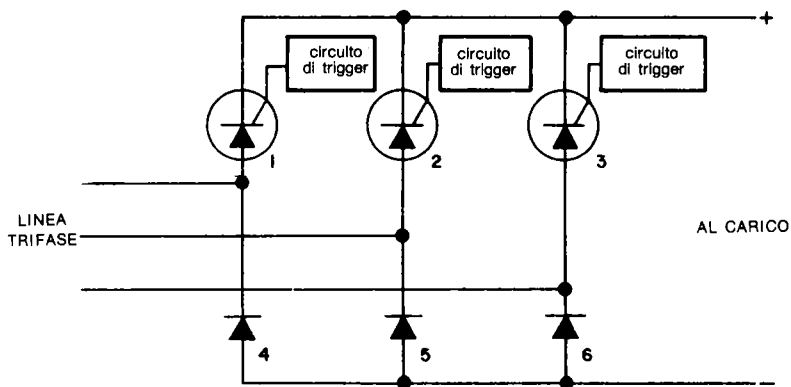 +
circuito
di trigger
circuito
di trigger
circuito
di trigger
1
2
3
LINEA
TRIFASE
AL CARICO
4
5
6
−